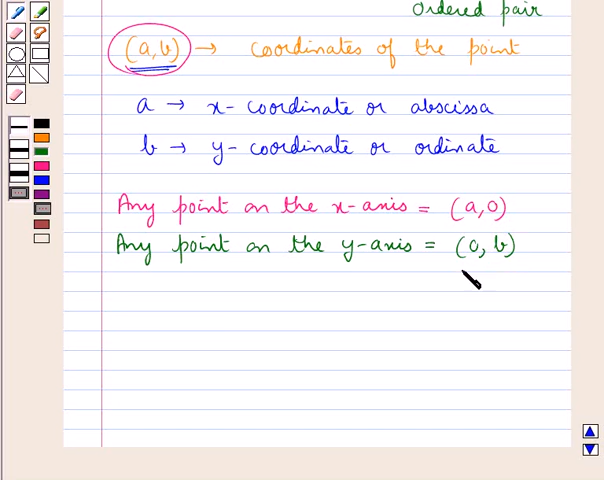 Ordered pair
(a, b) → coordinates of the point
a → x-coordinate or abscissa
b → y-coordinate or ordinate
Any point on the x-axis = (a, 0)
Any point on the y-axis = (0, b)